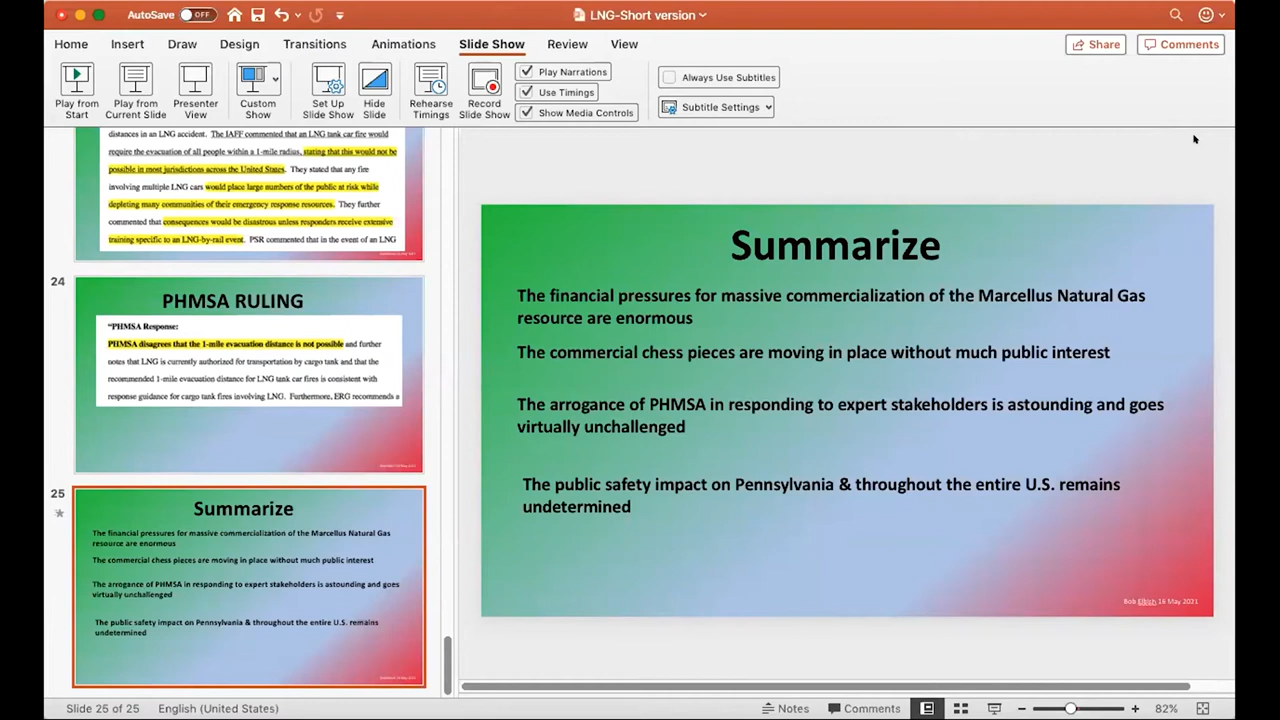 AutoSave OFF
LNG-Short version
Home Insert Draw Design Transitions Animations Slide Show Review View
Share Comments
Play from Start
Play from Current Slide
Presenter View
Custom Show
Set Up Slide Show
Hide Slide
Rehearse Timings
Record Slide Show
Play Narrations
Use Timings
Show Media Controls
Always Use Subtitles
Subtitle Settings
distances in an LNG accident. The IAFF commented that an LNG tank car fire would
require the evacuation of all people within a 1-mile radius, stating that this would not be
possible in most jurisdictions across the United States. They stated that any fire
involving multiple LNG cars would place large numbers of the public at risk while
depleting many communities of their emergency response resources. They further
commented that consequences would be disastrous unless responders receive extensive
training specific to an LNG-by-rail event. PSR commented that in the event of an LNG
24
PHMSA RULING
"PHMSA Response:
PHMSA disagrees that the 1-mile evacuation distance is not possible and further
notes that LNG is currently authorized for transportation by cargo tank and that the
recommended 1-mile evacuation distance for LNG tank car fires is consistent with
response guidance for cargo tank fires involving LNG. Furthermore, ERG recommends a
25
Summarize
The financial pressures for massive commercialization of the Marcellus Natural Gas
resource are enormous
The commercial chess pieces are moving in place without much public interest
The arrogance of PHMSA in responding to expert stakeholders is astounding and goes
virtually unchallenged
The public safety impact on Pennsylvania & throughout the entire U.S. remains
undetermined
Summarize
The financial pressures for massive commercialization of the Marcellus Natural Gas
resource are enormous
The commercial chess pieces are moving in place without much public interest
The arrogance of PHMSA in responding to expert stakeholders is astounding and goes
virtually unchallenged
The public safety impact on Pennsylvania & throughout the entire U.S. remains
undetermined
Bob 16 May 2021
Slide 25 of 25 English (United States) Notes Comments 82%